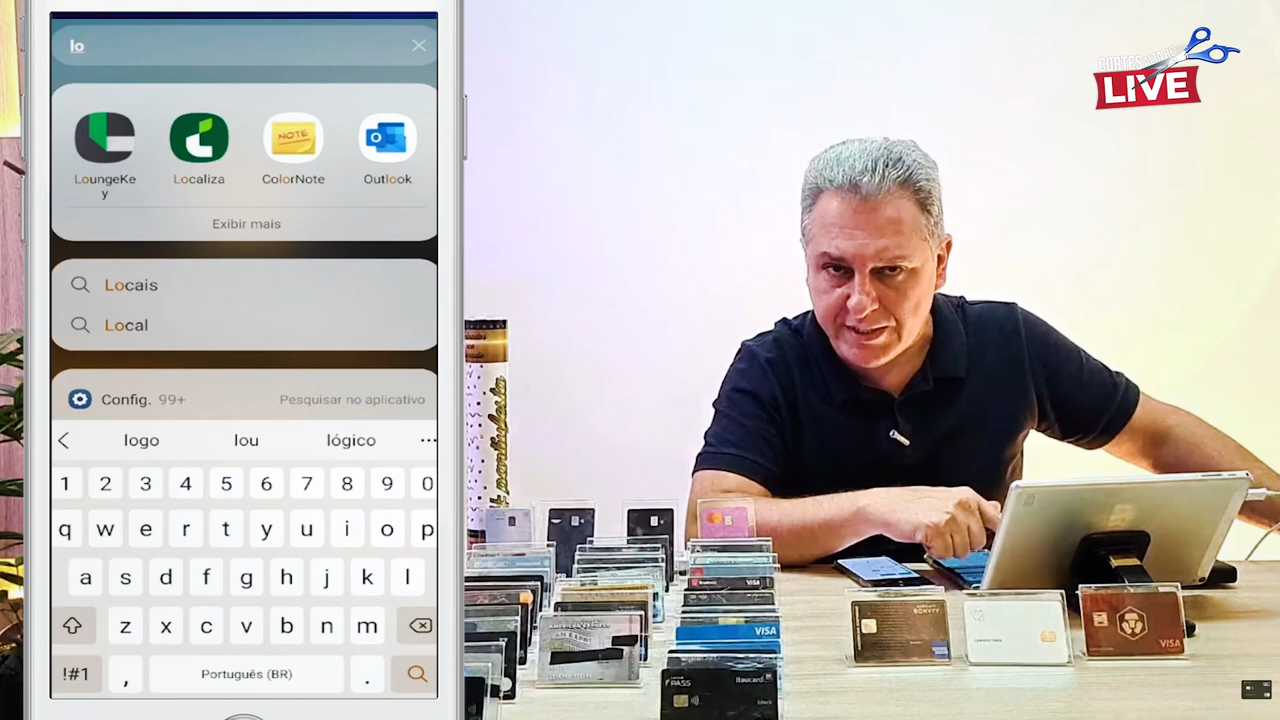 lo
LoungeKe
y
Localiza
ColorNote
Outlook
NOTE
Exibir mais
Locais
Local
Config. 99+
Pesquisar no aplicativo
logo
lou
lógico
1 2 3 4 5 6 7 8 9 0
q w e r t y u i o p
a s d f g h j k l
z x c v b n m
!#1
,
Português (BR)
.
CORTES
LIVE
BONVOY
VISA
VISA
VISA
PASS
Itaucard
black